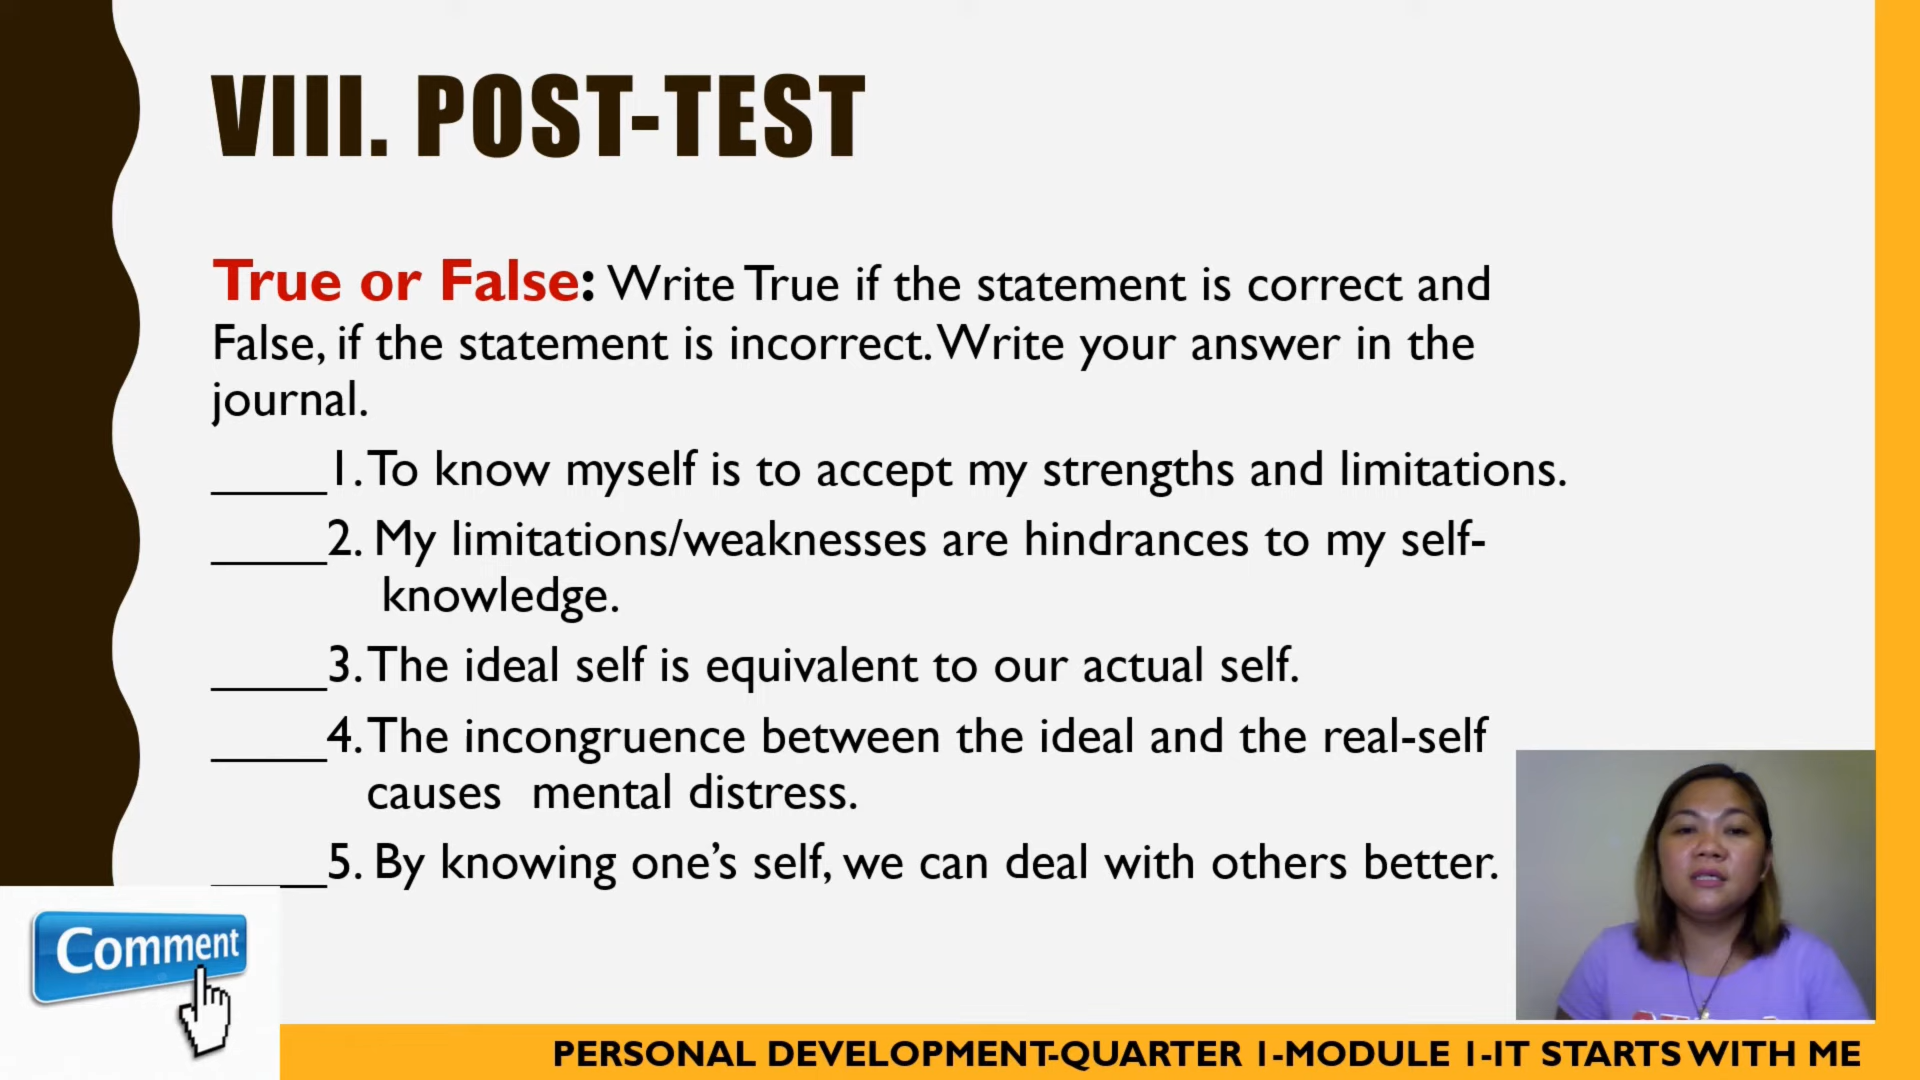 VIII. POST-TEST
True or False: Write True if the statement is correct and
False, if the statement is incorrect. Write your answer in the
journal.
_____1. To know myself is to accept my strengths and limitations.
_____2. My limitations/weaknesses are hindrances to my self-
knowledge.
_____3. The ideal self is equivalent to our actual self.
_____4. The incongruence between the ideal and the real-self
causes mental distress.
_____5. By knowing one's self, we can deal with others better.
Comment
PERSONAL DEVELOPMENT-QUARTER 1-MODULE 1-IT STARTS WITH ME